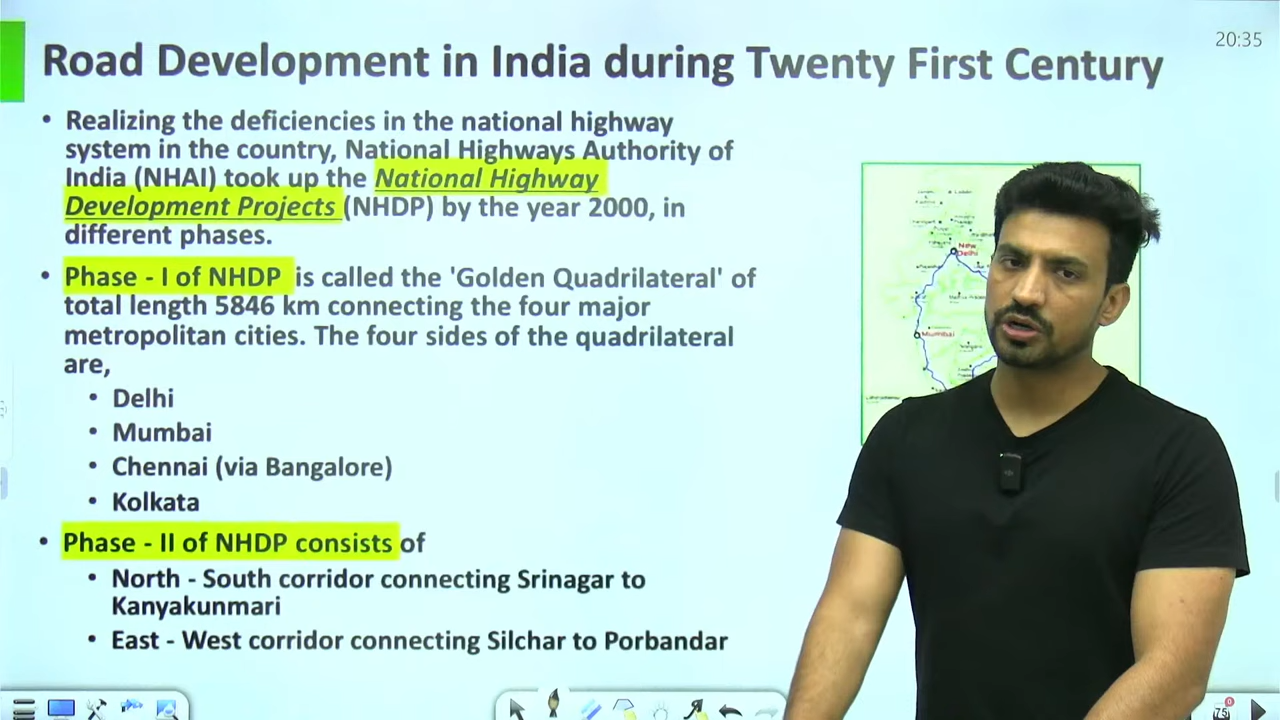 20:35
Road Development in India during Twenty First Century
• Realizing the deficiencies in the national highway
system in the country, National Highways Authority of
India (NHAI) took up the National Highway
Development Projects (NHDP) by the year 2000, in
different phases.
• Phase - I of NHDP is called the 'Golden Quadrilateral' of
total length 5846 km connecting the four major
metropolitan cities. The four sides of the quadrilateral
are,
• Delhi
• Mumbai
• Chennai (via Bangalore)
• Kolkata
• Phase - II of NHDP consists of
• North - South corridor connecting Srinagar to
Kanyakunmari
• East - West corridor connecting Silchar to Porbandar
New
Delhi
Mumbai
75